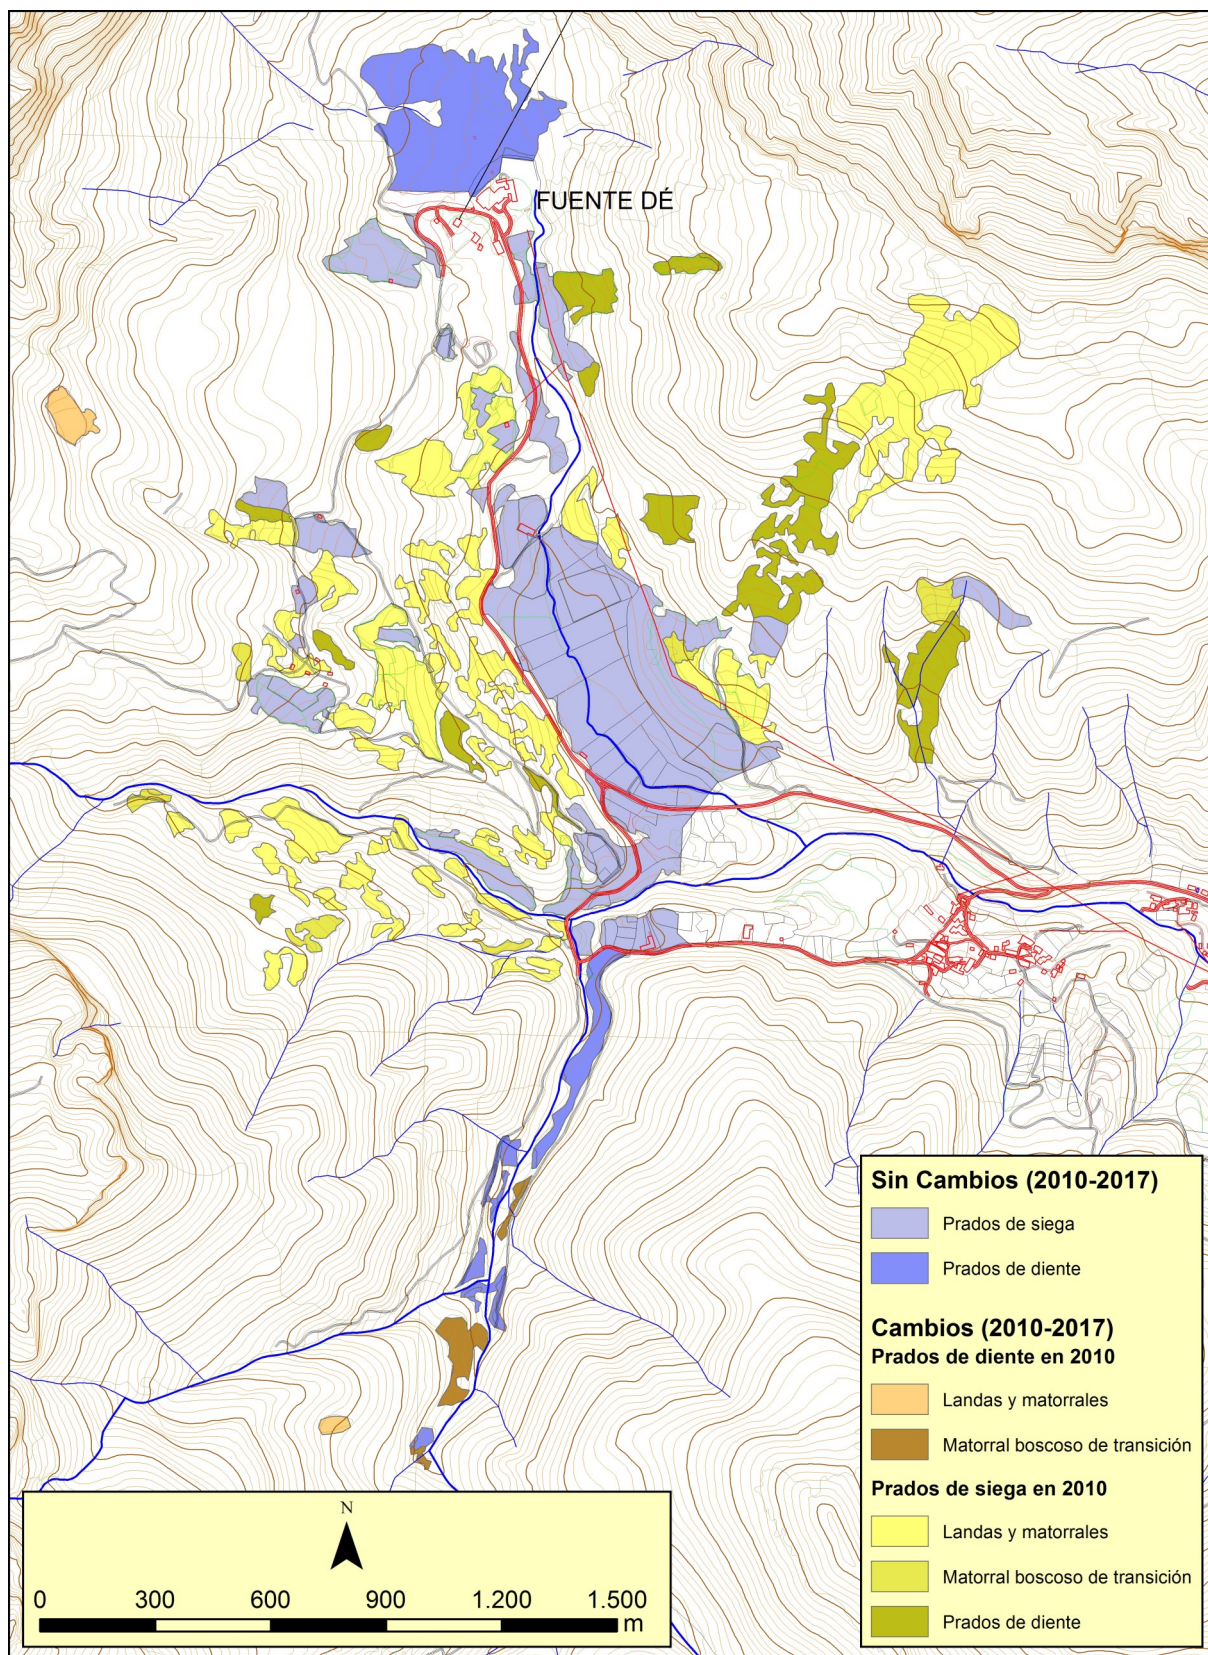 FUENTE DÉ
Sin Cambios (2010-2017)
Prados de siega
Prados de diente
Cambios (2010-2017)
Prados de diente en 2010
Landas y matorrales
Matorral boscoso de transición
Prados de siega en 2010
Landas y matorrales
Matorral boscoso de transición
Prados de diente
N
0 300 600 900 1.200 1.500
m